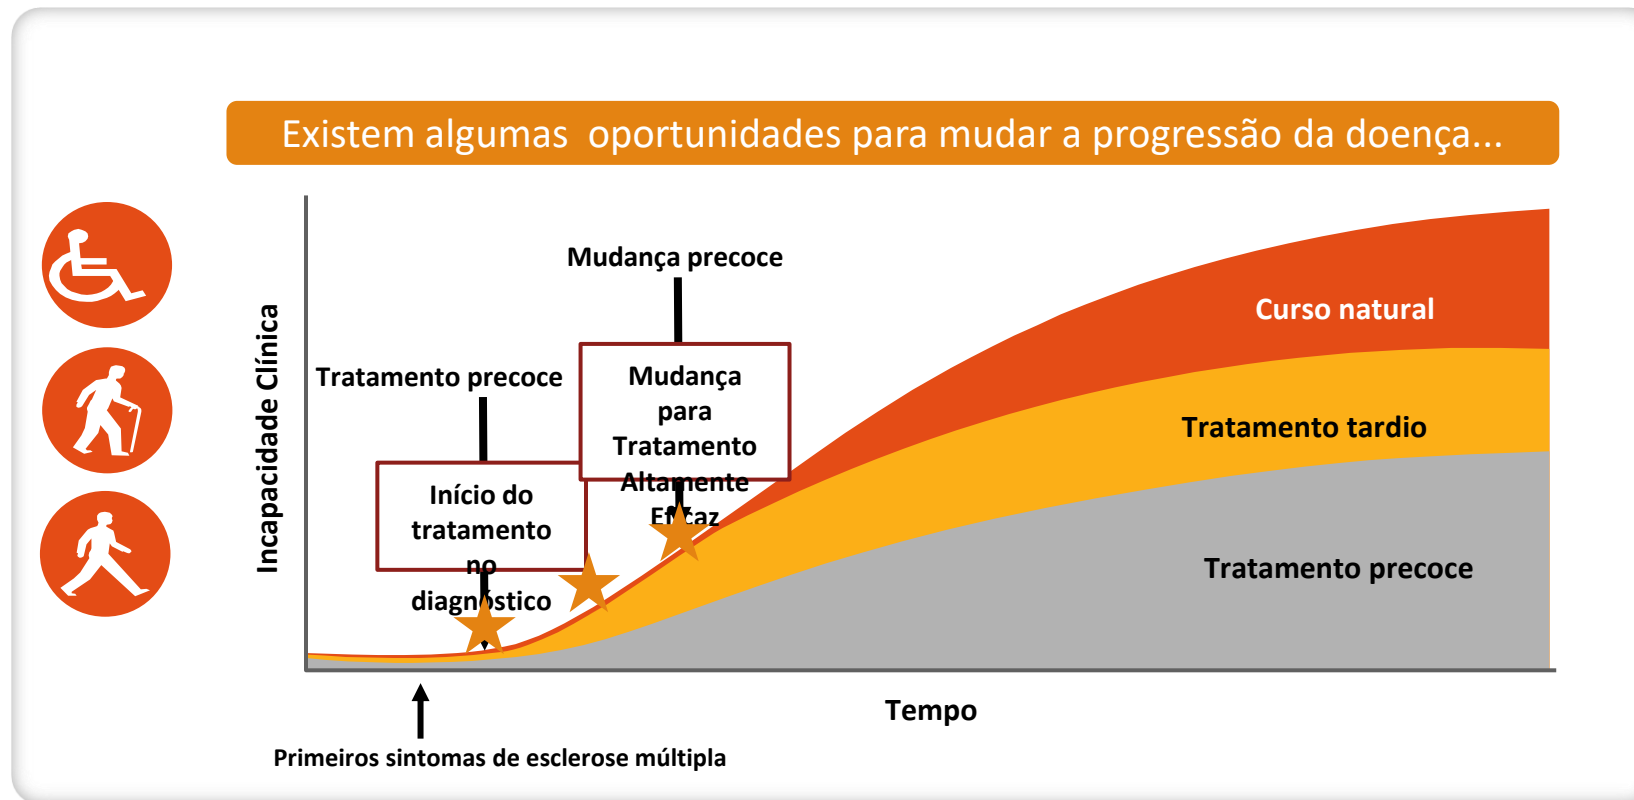 Existem algumas  oportunidades para mudar a progressão da doença...
Mudança precoce
Tratamento precoce
Mudança
para
Tratamento
Altamente
Eficaz
Início do
tratamento
no
diagnóstico
Incapacidade Clínica
Curso natural
Tratamento tardio
Tratamento precoce
Tempo
Primeiros sintomas de esclerose múltipla